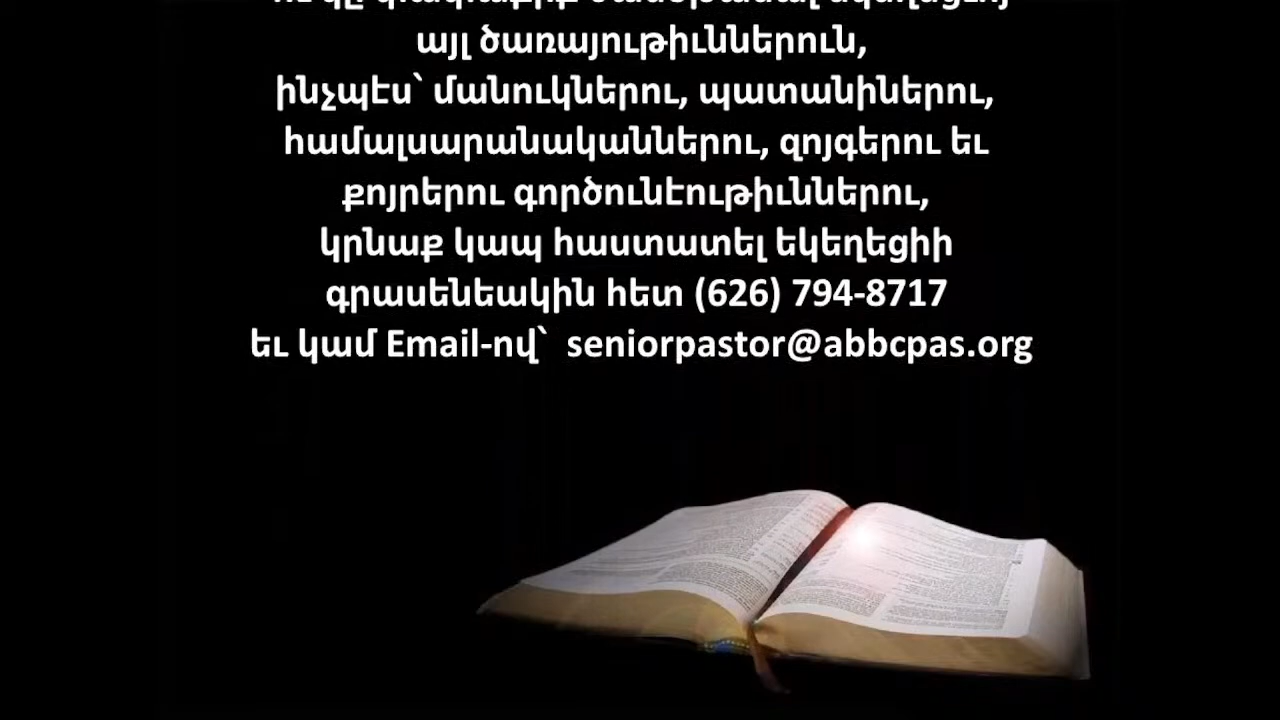 այլ ծառայութիւններուն,
ինչպէս՝ մանուկներու, պատանիներու,
համալսարանականներու, զոյգերու եւ
քոյրերու գործունէութիւններու,
կրնաք կապ հաստատել եկեղեցիի
գրասենեակին հետ (626) 794-8717
եւ կամ Email-ով՝ seniorpastor@abbcpas.org